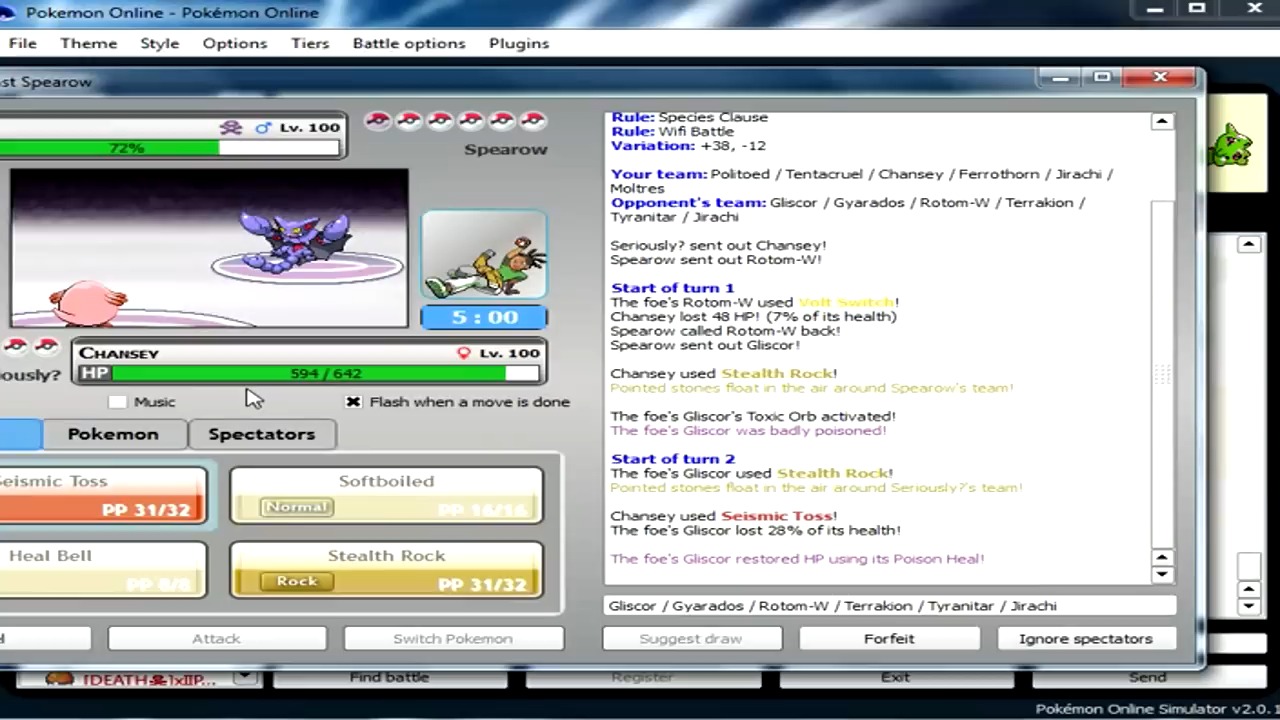 Pokemon Online - Pokémon Online
File Theme Style Options Tiers Battle options Plugins
st Spearow
Lv. 100
72%
Spearow
5:00
CHANSEY Lv. 100
HP 594 / 642
iously?
Music Flash when a move is done
Pokemon Spectators
Seismic Toss
PP 31/32
Softboiled
Normal PP 16/16
Heal Bell
PP 8/8
Stealth Rock
Rock PP 31/32
Attack Switch Pokemon
Rule: Species Clause
Rule: Wifi Battle
Variation: +38, -12
Your team: Politoed / Tentacruel / Chansey / Ferrothorn / Jirachi /
Moltres
Opponent's team: Gliscor / Gyarados / Rotom-W / Terrakion /
Tyranitar / Jirachi
Seriously? sent out Chansey!
Spearow sent out Rotom-W!
Start of turn 1
The foe's Rotom-W used Volt Switch!
Chansey lost 48 HP! (7% of its health)
Spearow called Rotom-W back!
Spearow sent out Gliscor!
Chansey used Stealth Rock!
Pointed stones float in the air around Spearow's team!
The foe's Gliscor's Toxic Orb activated!
The foe's Gliscor was badly poisoned!
Start of turn 2
The foe's Gliscor used Stealth Rock!
Pointed stones float in the air around Seriously?'s team!
Chansey used Seismic Toss!
The foe's Gliscor lost 28% of its health!
The foe's Gliscor restored HP using its Poison Heal!
Gliscor / Gyarados / Rotom-W / Terrakion / Tyranitar / Jirachi
Suggest draw Forfeit Ignore spectators
Find battle Register Exit Send
Pokémon Online Simulator v2.0.1